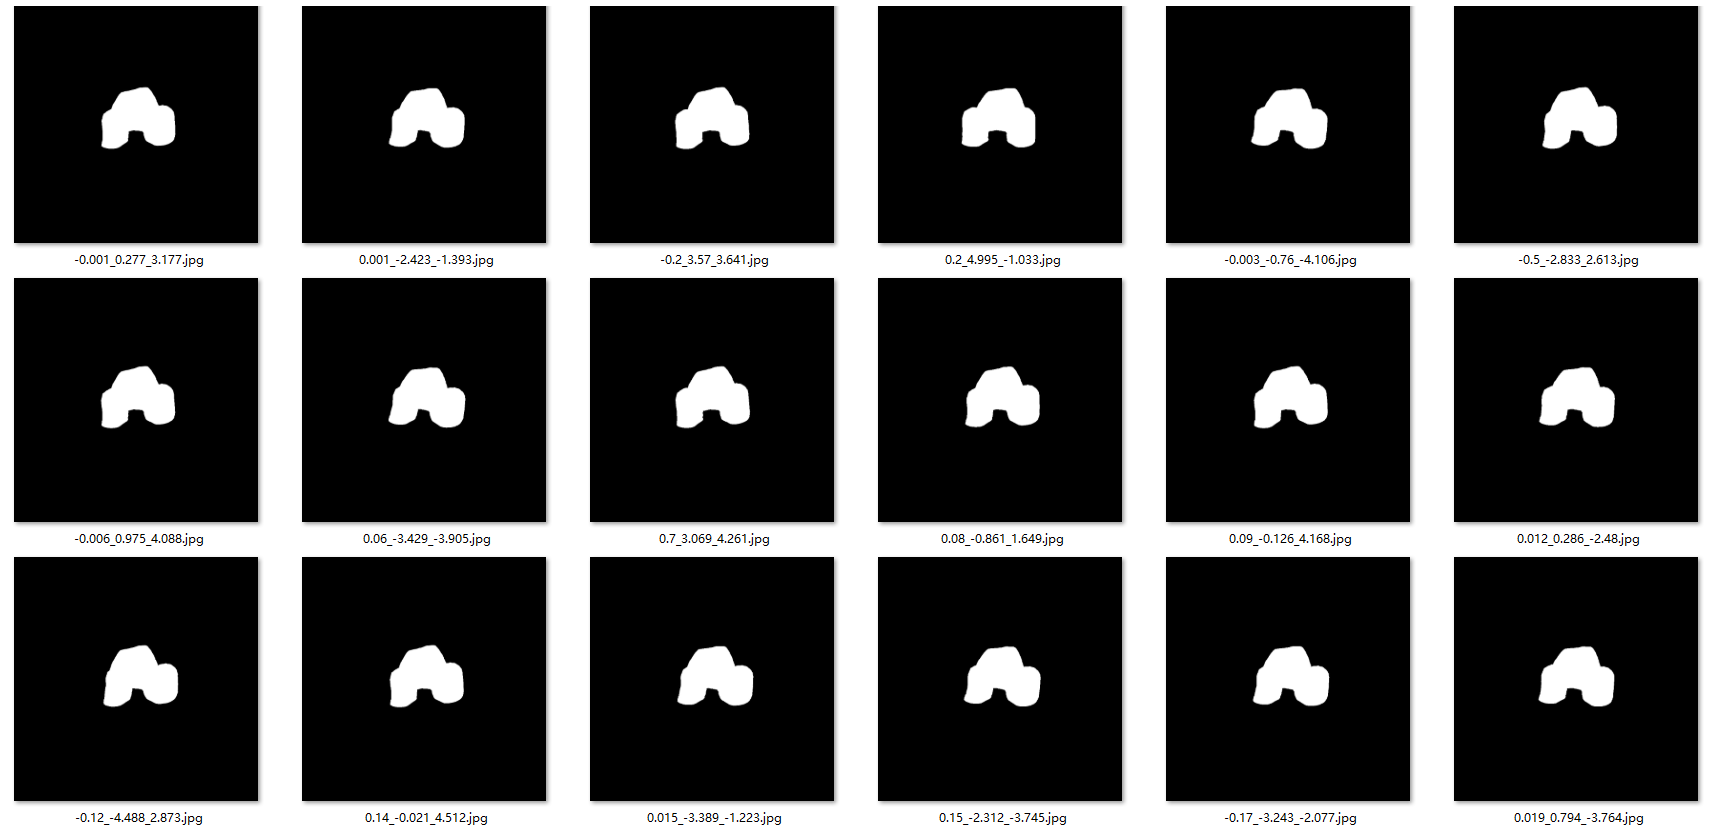 -0.001_0.277_3.177.jpg
0.001_-2.423_-1.393.jpg
-0.2_3.57_3.641.jpg
0.2_4.995_-1.033.jpg
-0.003_-0.76_-4.106.jpg
-0.5_-2.833_2.613.jpg
-0.006_0.975_4.088.jpg
0.06_-3.429_-3.905.jpg
0.7_3.069_4.261.jpg
0.08_-0.861_1.649.jpg
0.09_-0.126_4.168.jpg
0.012_0.286_-2.48.jpg
-0.12_-4.488_2.873.jpg
0.14_-0.021_4.512.jpg
0.015_-3.389_-1.223.jpg
0.15_-2.312_-3.745.jpg
-0.17_-3.243_-2.077.jpg
0.019_0.794_-3.764.jpg